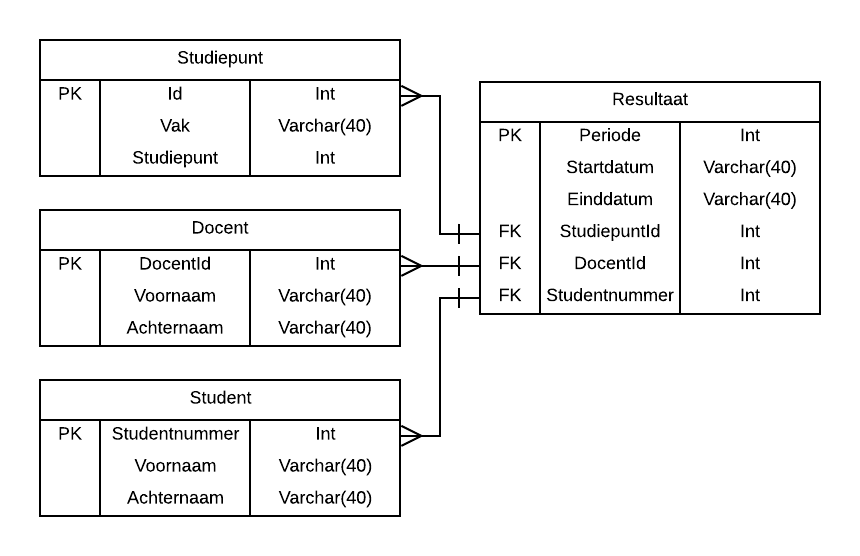 Studiepunt
PK Id Int
Vak Varchar(40)
Studiepunt Int
Docent
PK DocentId Int
Voornaam Varchar(40)
Achternaam Varchar(40)
Student
PK Studentnummer Int
Voornaam Varchar(40)
Achternaam Varchar(40)
Resultaat
PK Periode Int
Startdatum Varchar(40)
Einddatum Varchar(40)
FK StudiepuntId Int
FK DocentId Int
FK Studentnummer Int